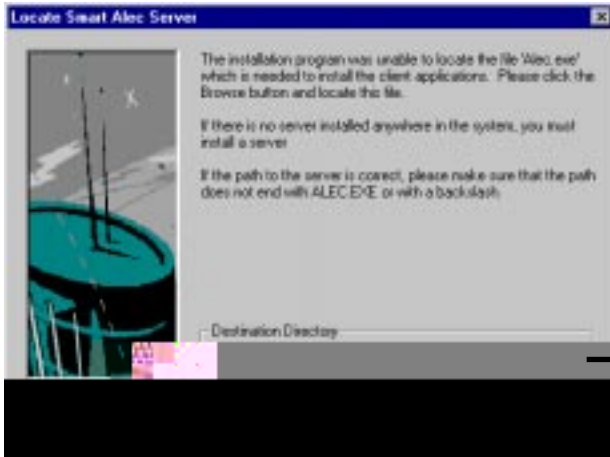 Locate Smart Alec Server
The installation program was unable to locate the file 'Alec.exe'
which is needed to install the client applications. Please click the
Browse button and locate this file.
If there is no server installed anywhere in the system, you must
install a server
If the path to the server is correct, please make sure that the path
does not end with ALEC.EXE or with a backslash.
Destination Directory